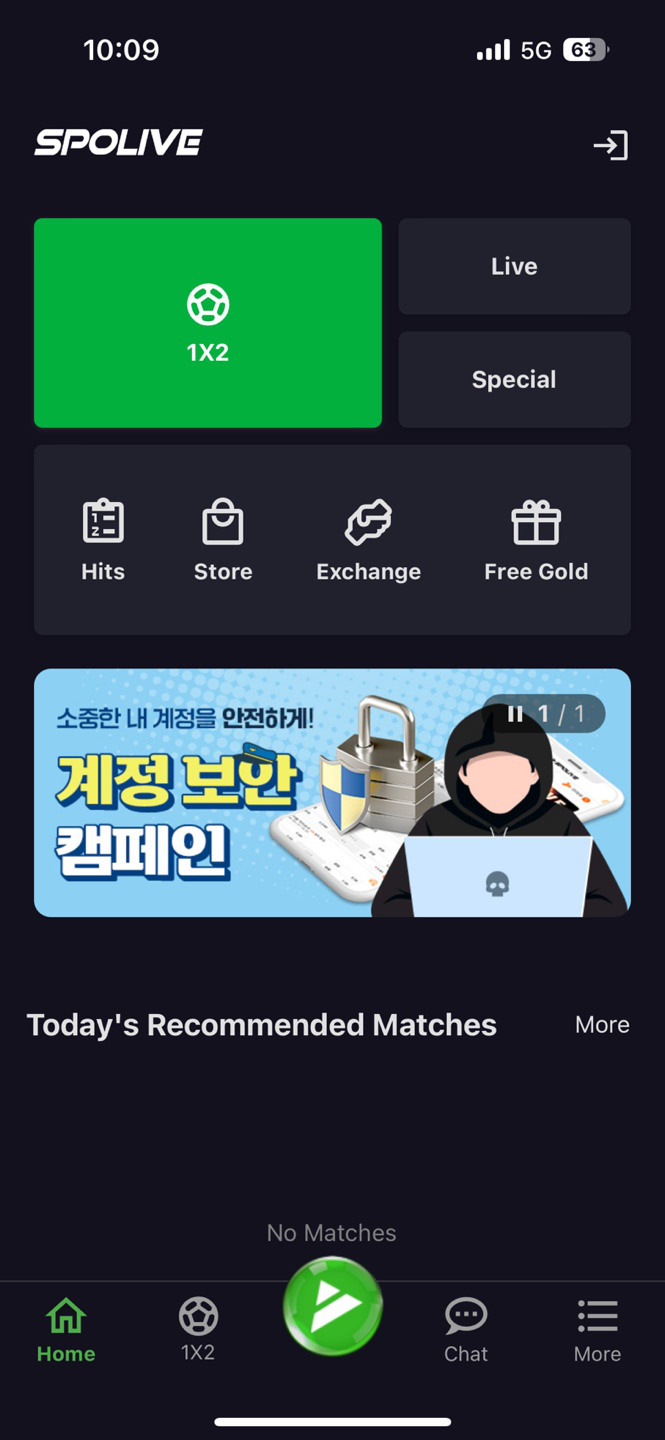 10:09
5G
63
SPOLIVE
1X2
Live
Special
1
2
Hits
Store
Exchange
Free Gold
소중한 내 계정을 안전하게!
1 / 1
계정 보안
캠페인
Today's Recommended Matches
More
No Matches
Home
1X2
Chat
More